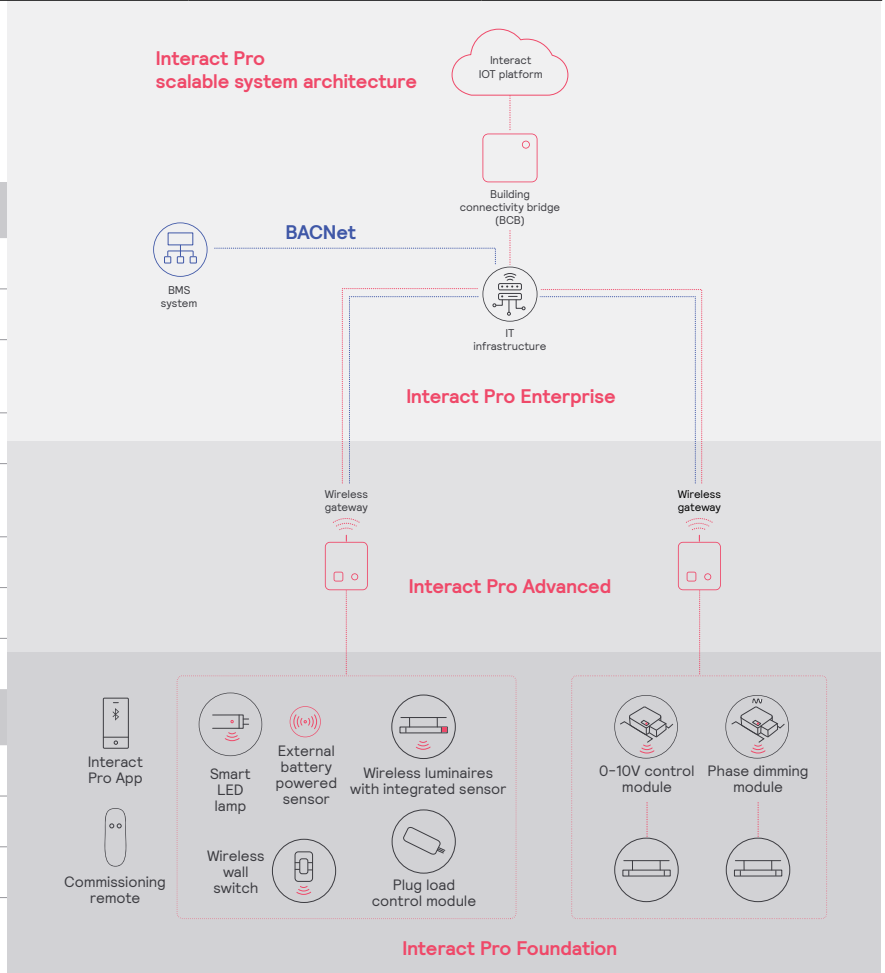 Interact Pro
scalable system architecture
Interact
IOT platform
Building
connectivity bridge
(BCB)
BACNet
BMS
system
IT
infrastructure
Interact Pro Enterprise
Wireless
gateway
Wireless
gateway
Interact Pro Advanced
Interact
Pro App
Smart
LED
lamp
External
battery
powered
sensor
Wireless luminaires
with integrated sensor
0-10V control
module
Phase dimming
module
Commissioning
remote
Wireless
wall
switch
Plug load
control module
Interact Pro Foundation